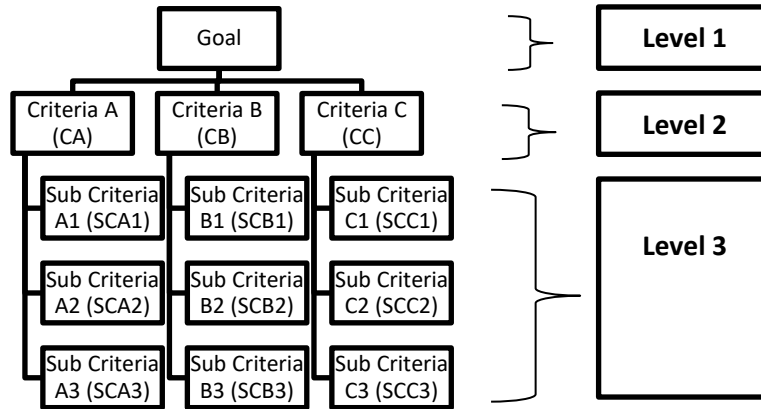 Goal
Level 1
Criteria A
(CA)
Criteria B
(CB)
Criteria C
(CC)
Level 2
Sub Criteria
A1 (SCA1)
Sub Criteria
B1 (SCB1)
Sub Criteria
C1 (SCC1)
Level 3
Sub Criteria
A2 (SCA2)
Sub Criteria
B2 (SCB2)
Sub Criteria
C2 (SCC2)
Sub Criteria
A3 (SCA3)
Sub Criteria
B3 (SCB3)
Sub Criteria
C3 (SCC3)